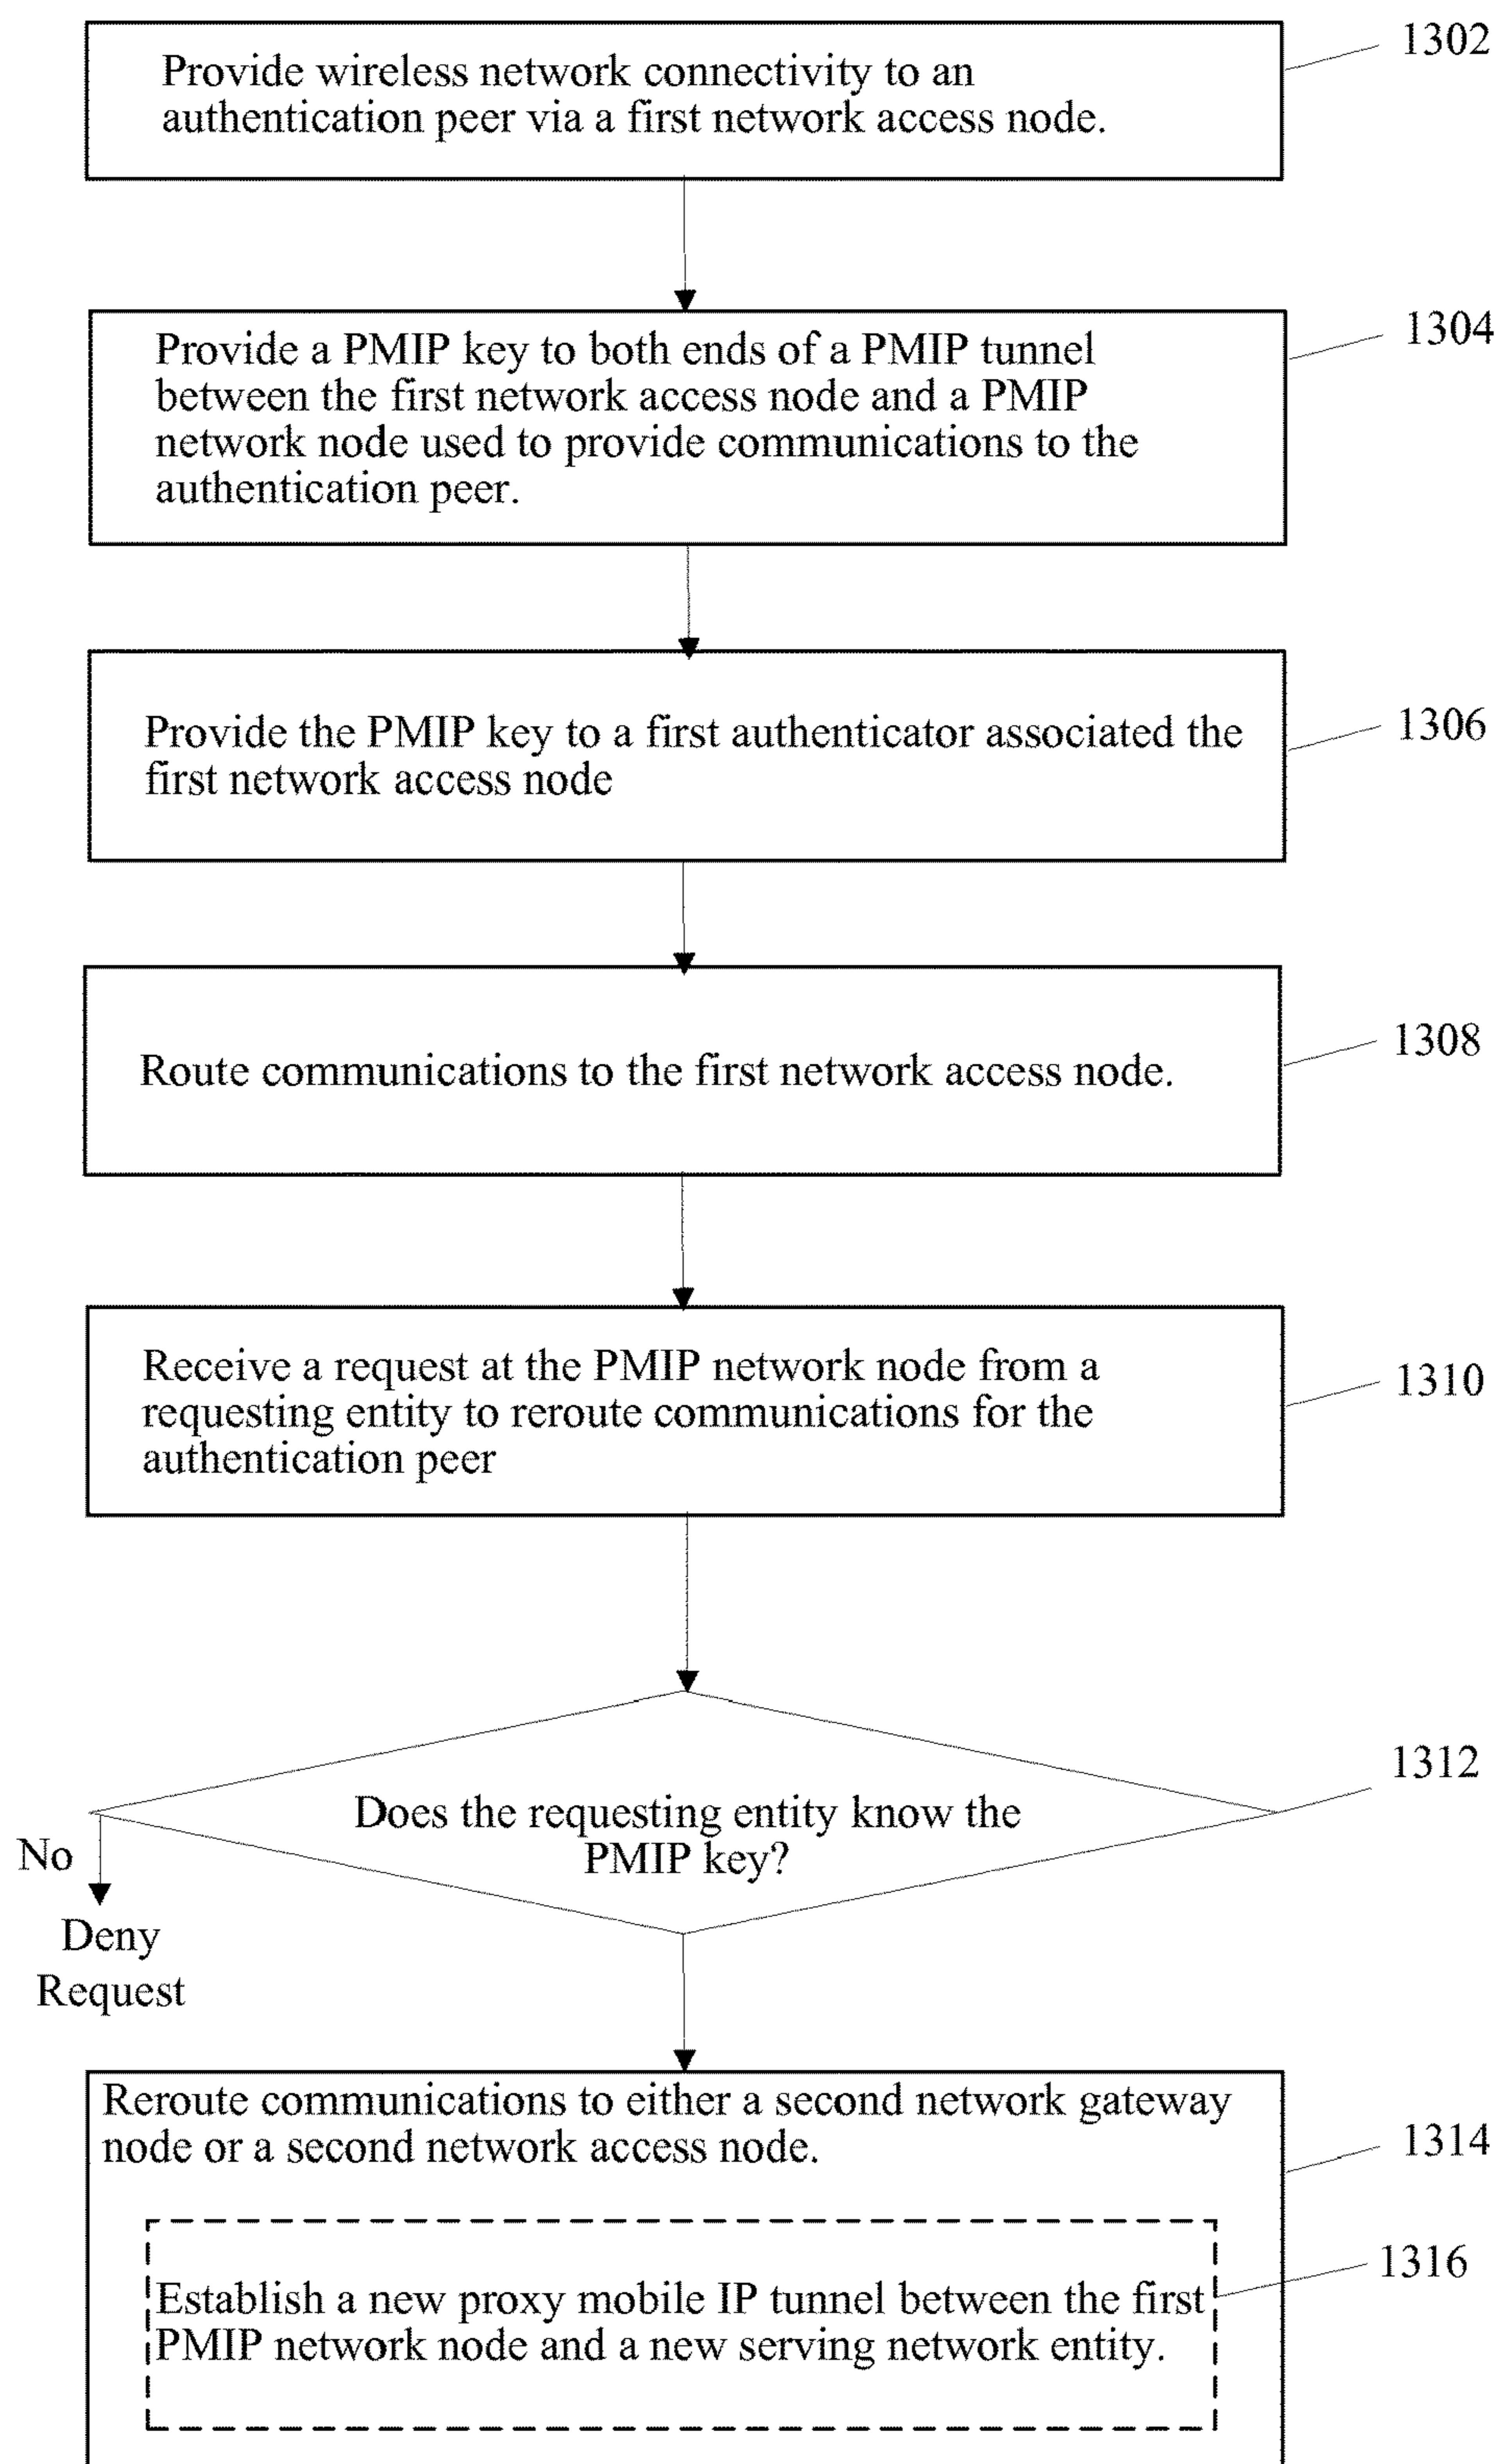 Provide wireless network connectivity to an
authentication peer via a first network access node.
1302
Provide a PMIP key to both ends of a PMIP tunnel
between the first network access node and a PMIP
network node used to provide communications to the
authentication peer.
1304
Provide the PMIP key to a first authenticator associated the
first network access node
1306
Route communications to the first network access node.
1308
Receive a request at the PMIP network node from a
requesting entity to reroute communications for the
authentication peer
1310
Does the requesting entity know the
PMIP key?
1312
No
Deny
Request
Reroute communications to either a second network gateway
node or a second network access node.
1314
Establish a new proxy mobile IP tunnel between the first
PMIP network node and a new serving network entity.
1316